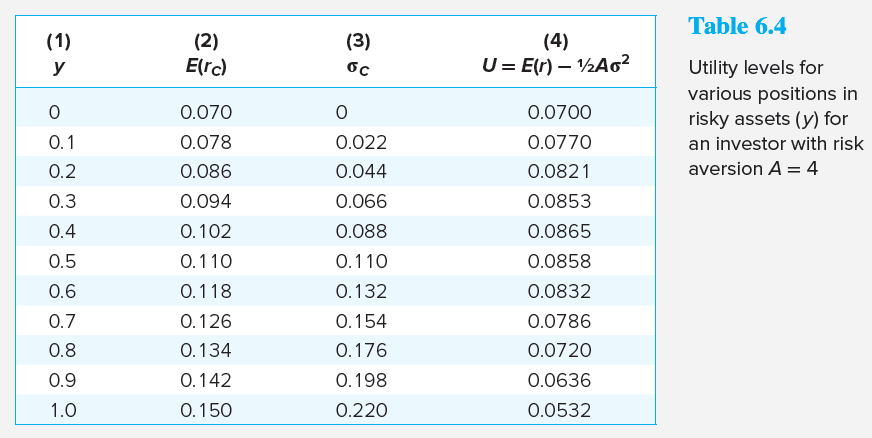 (1) (2) (3) (4)
y E(rC) σC U = E(r) – ½Aσ²
0 0.070 0 0.0700
0.1 0.078 0.022 0.0770
0.2 0.086 0.044 0.0821
0.3 0.094 0.066 0.0853
0.4 0.102 0.088 0.0865
0.5 0.110 0.110 0.0858
0.6 0.118 0.132 0.0832
0.7 0.126 0.154 0.0786
0.8 0.134 0.176 0.0720
0.9 0.142 0.198 0.0636
1.0 0.150 0.220 0.0532
Table 6.4
Utility levels for
various positions in
risky assets (y) for
an investor with risk
aversion A = 4